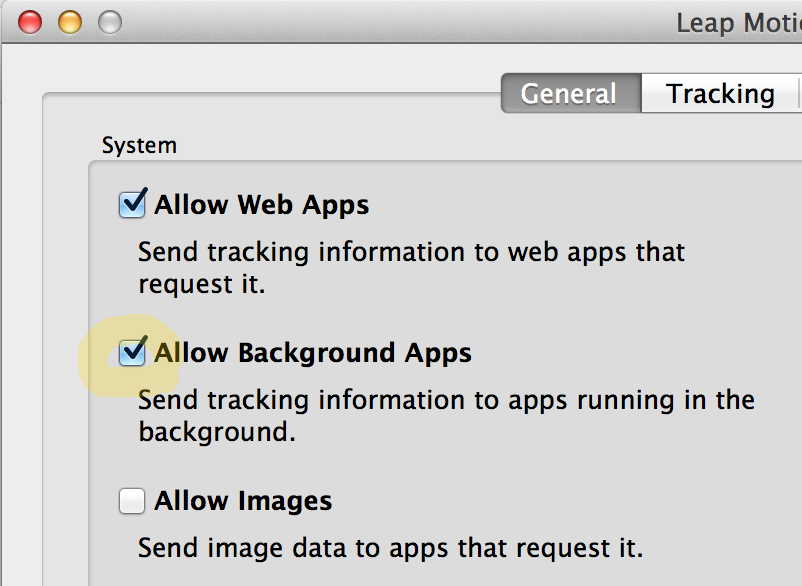 Leap
General
Tracking
System
Allow Web Apps
Send tracking information to web apps that
request it.
Allow Background Apps
Send tracking information to apps running in the
background.
Allow Images
Send image data to apps that request it.